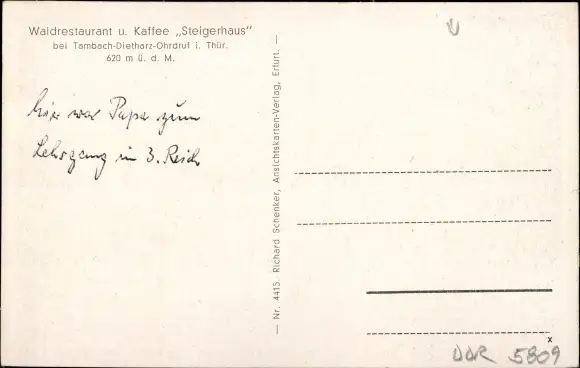 Waldrestaurant u. Kaffee „Steigerhaus"
bei Tambach-Dietharz-Ohrdruf i. Thür.
620 m ü. d. M.
hier war Papa zum
Lehrgang im 3. Reich
— Nr. 4415. Richard Schenker, Ansichtskarten-Verlag, Erfurt. —
x
DDR 5809